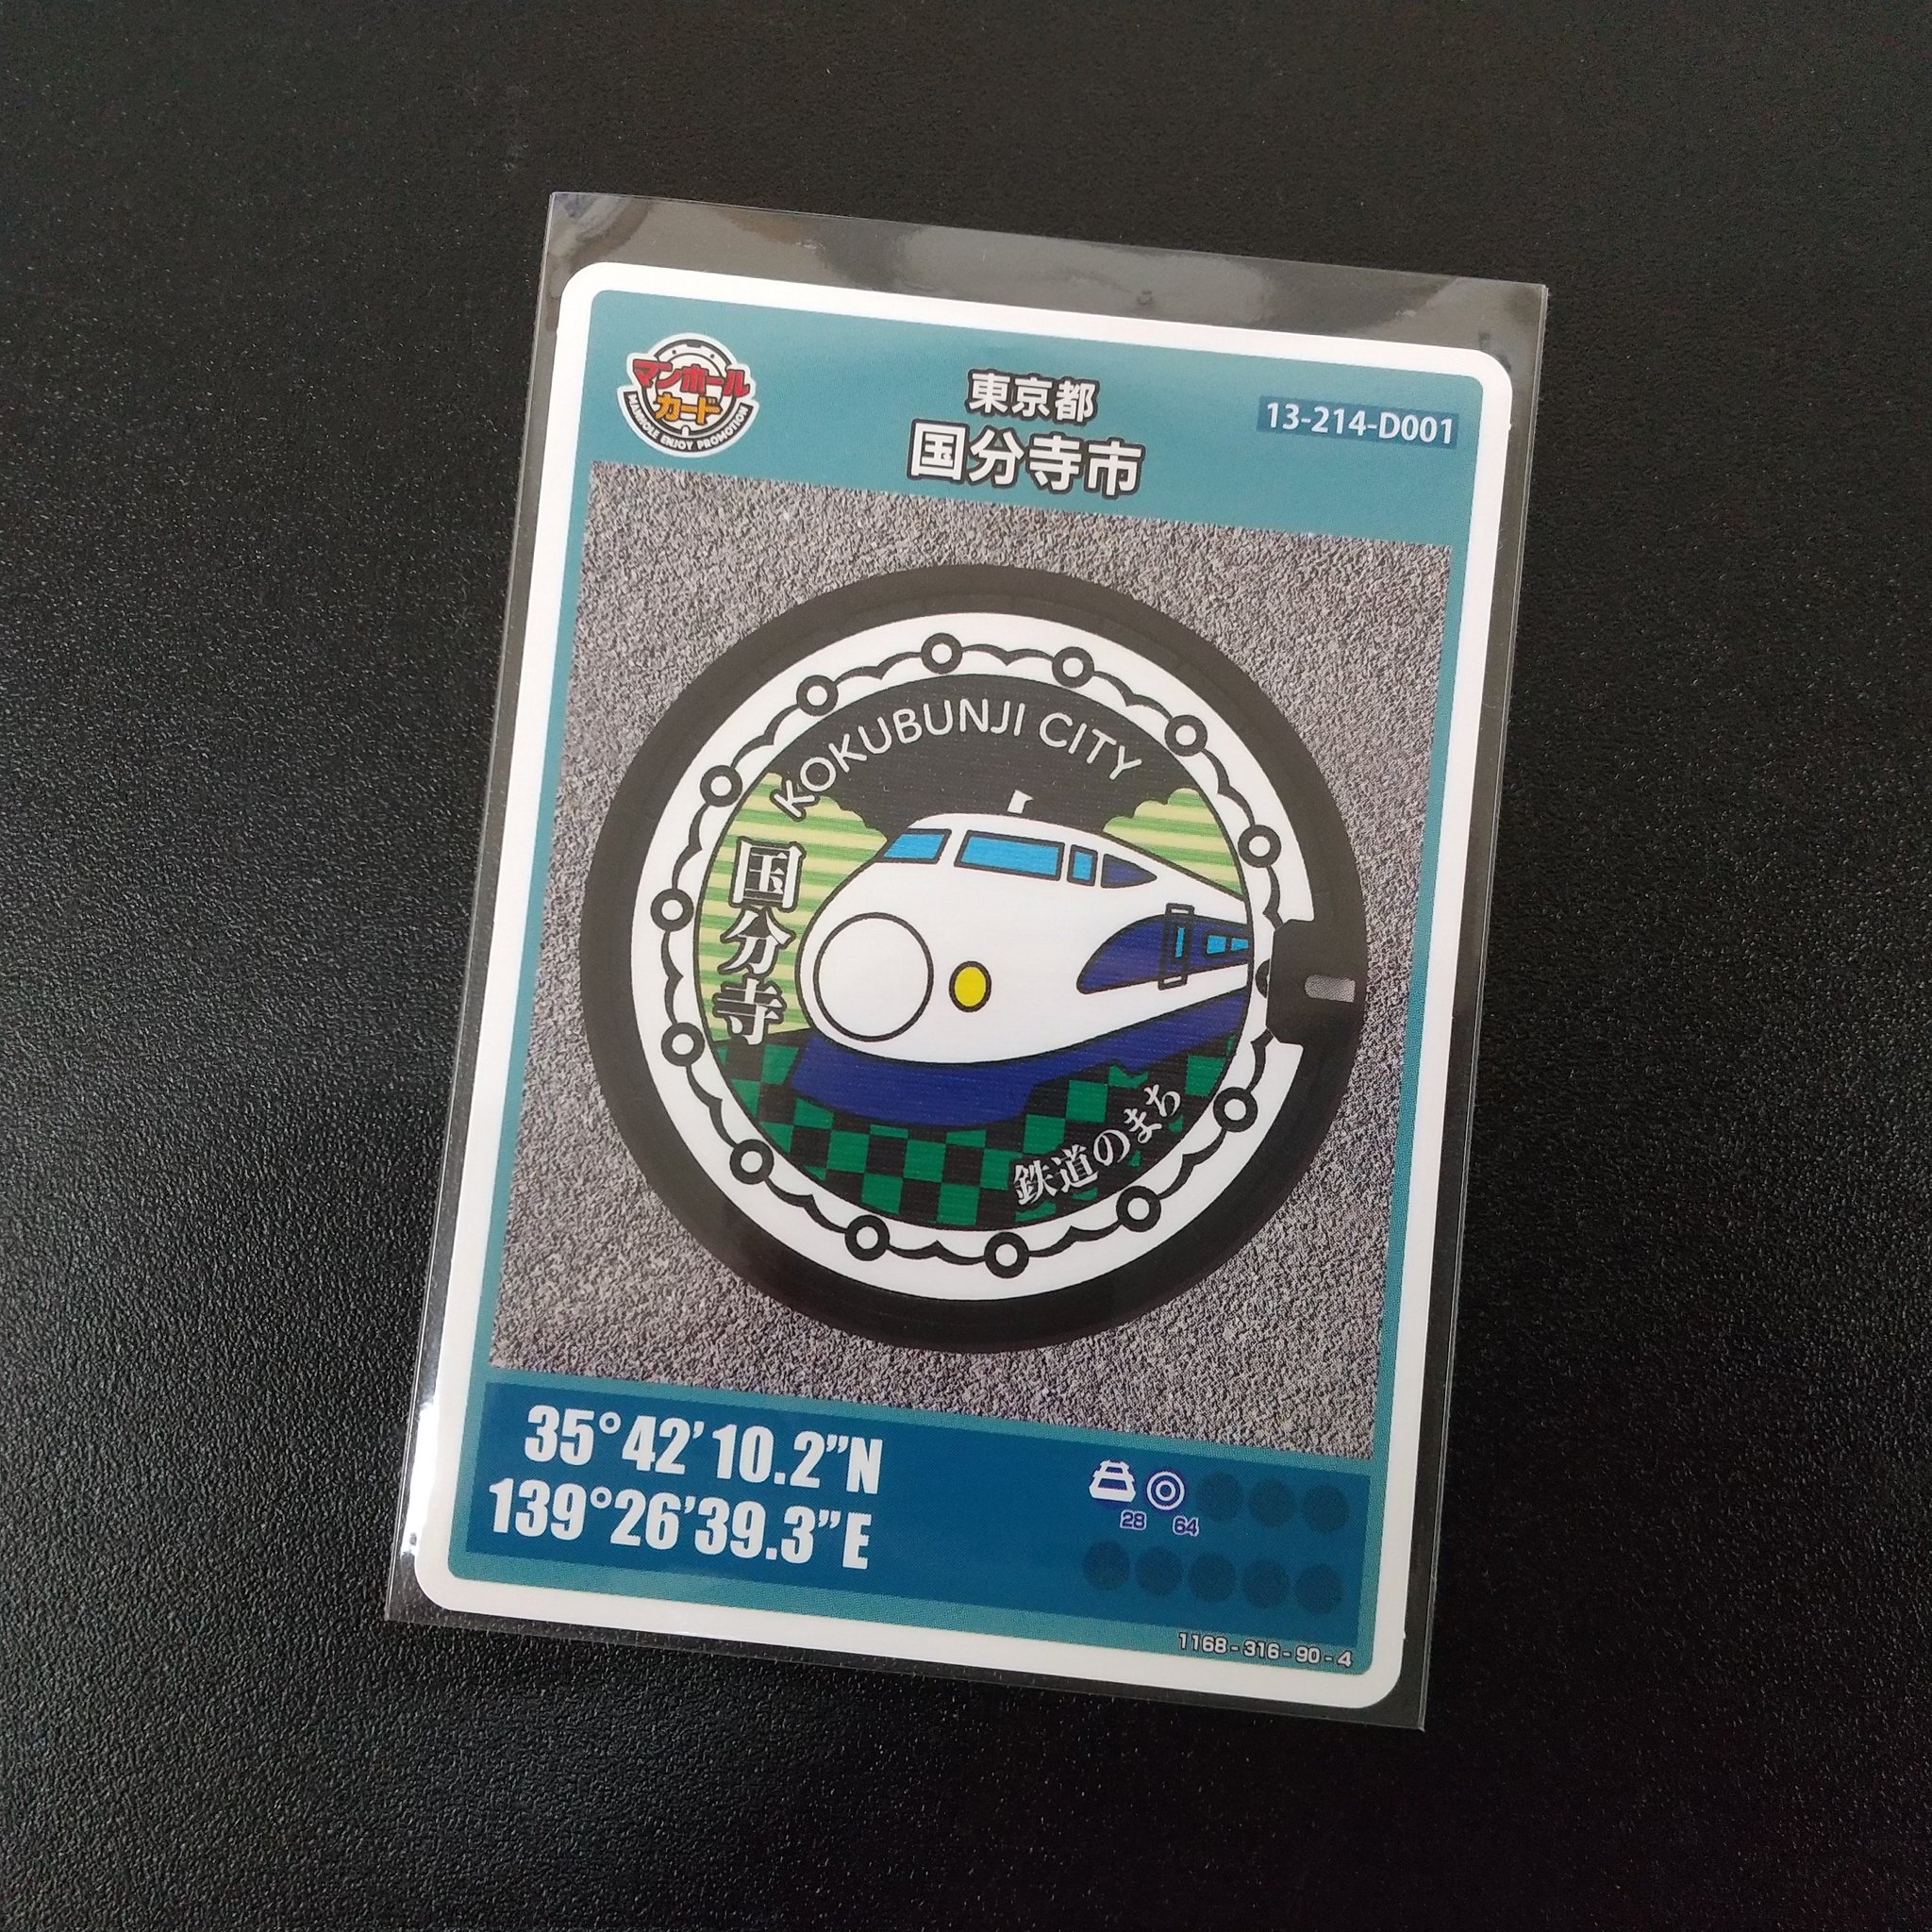 マンホール
カード
MANHOLE ENJOY PROMOTION
東京都
国分寺市
13-214-D001
KOKUBUNJI CITY
国分寺
鉄道のまち
35°42'10.2"N
139°26'39.3"E
28 64
1168-316-90-4